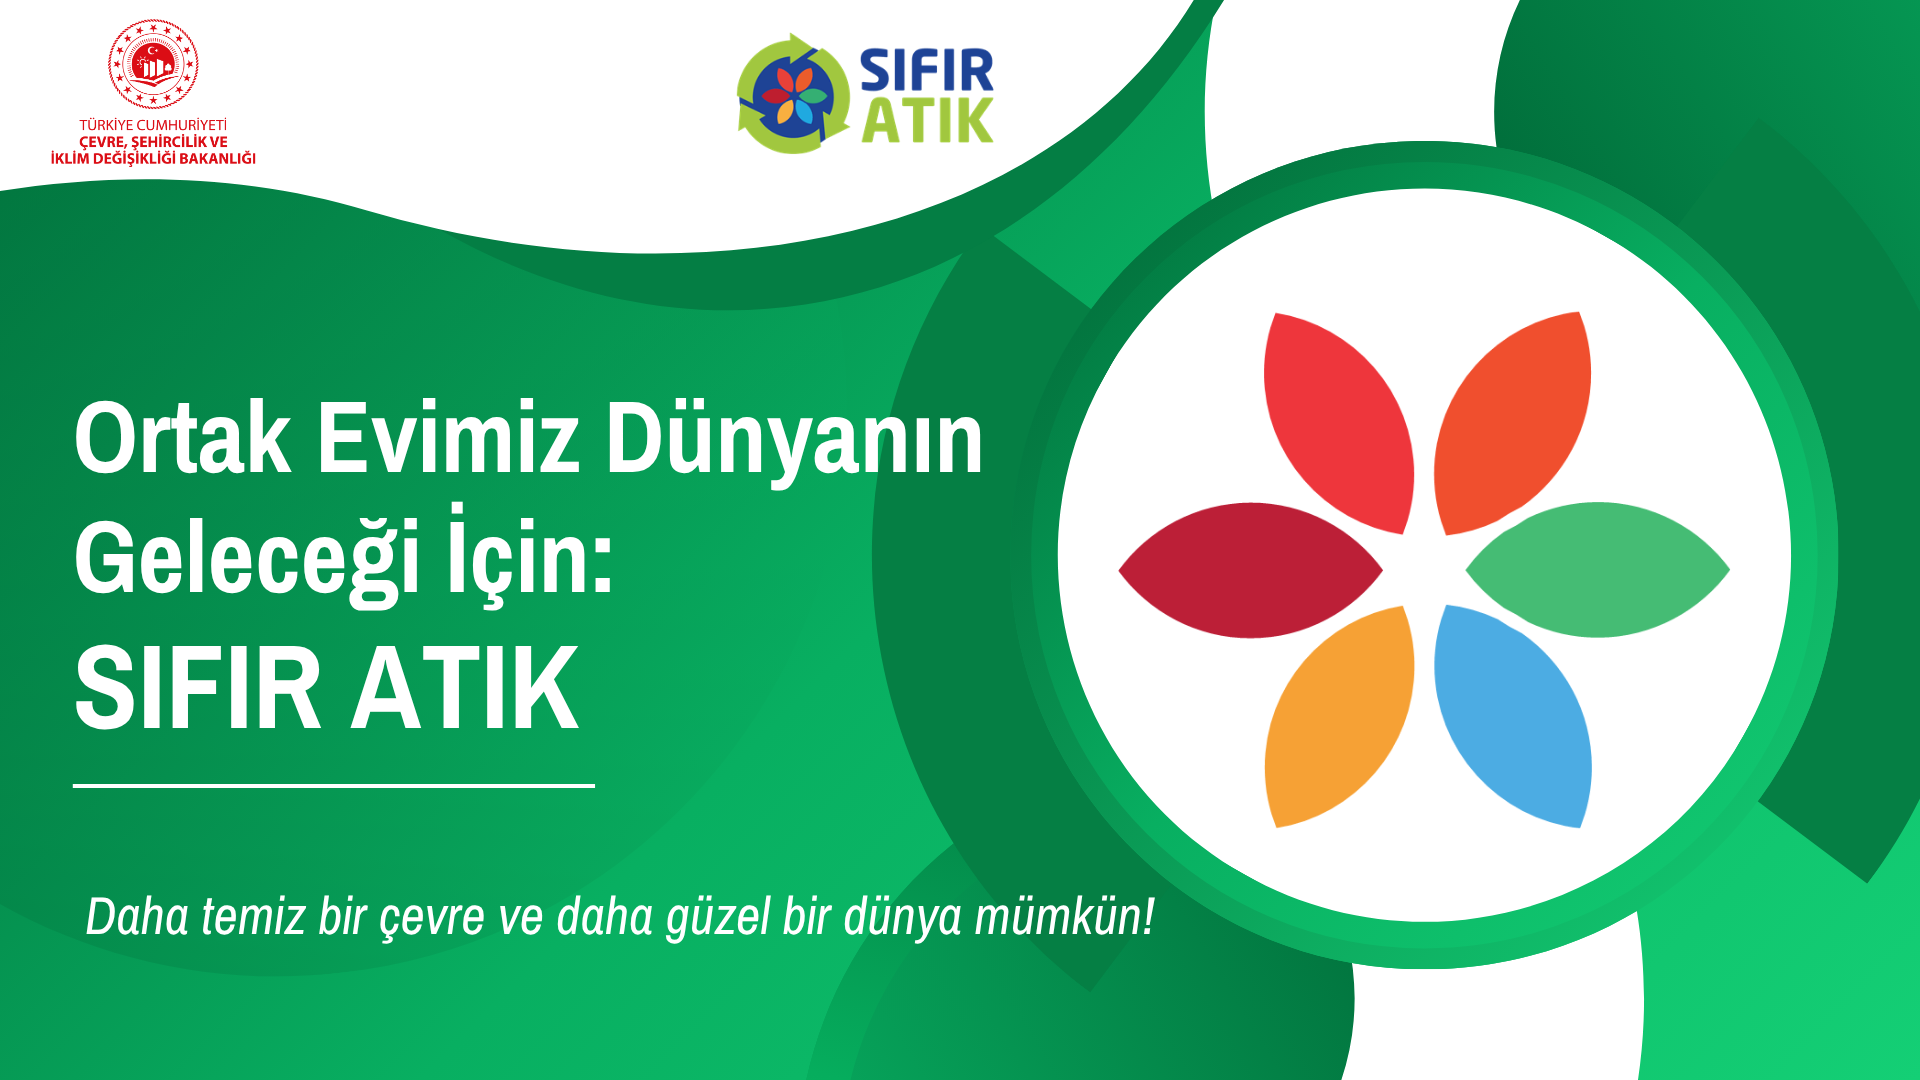 TÜRKİYE CUMHURİYETİ
ÇEVRE, ŞEHİRCİLİK VE
İKLİM DEĞİŞİKLİĞİ BAKANLIĞI
SIFIR
ATIK
Ortak Evimiz Dünyanın
Geleceği İçin:
SIFIR ATIK
Daha temiz bir çevre ve daha güzel bir dünya mümkün!